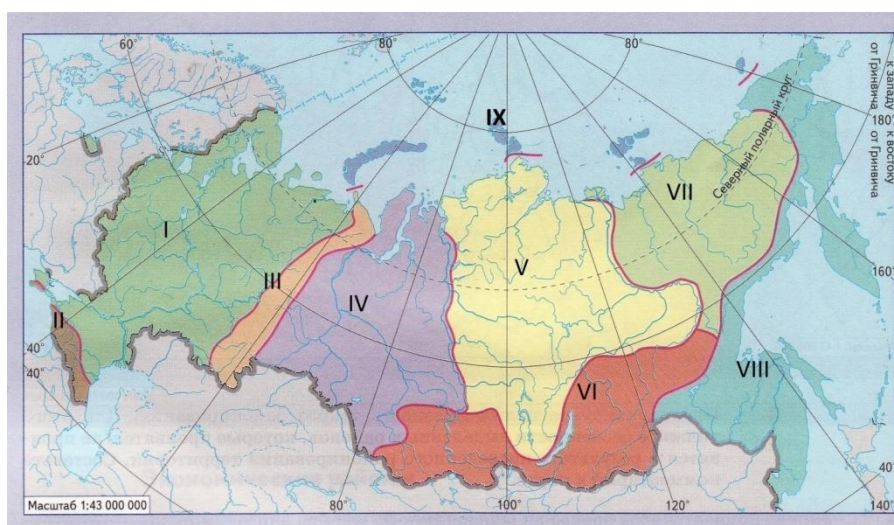 60°
80°
80°
к западу
от Гринвича
180°
к востоку
от Гринвича
IX
Северный полярный круг
20°
VII
I
160°
V
III
IV
II
40°
40°
VIII
VI
40°
Масштаб 1:43 000 000
80°
100°
120°
140°